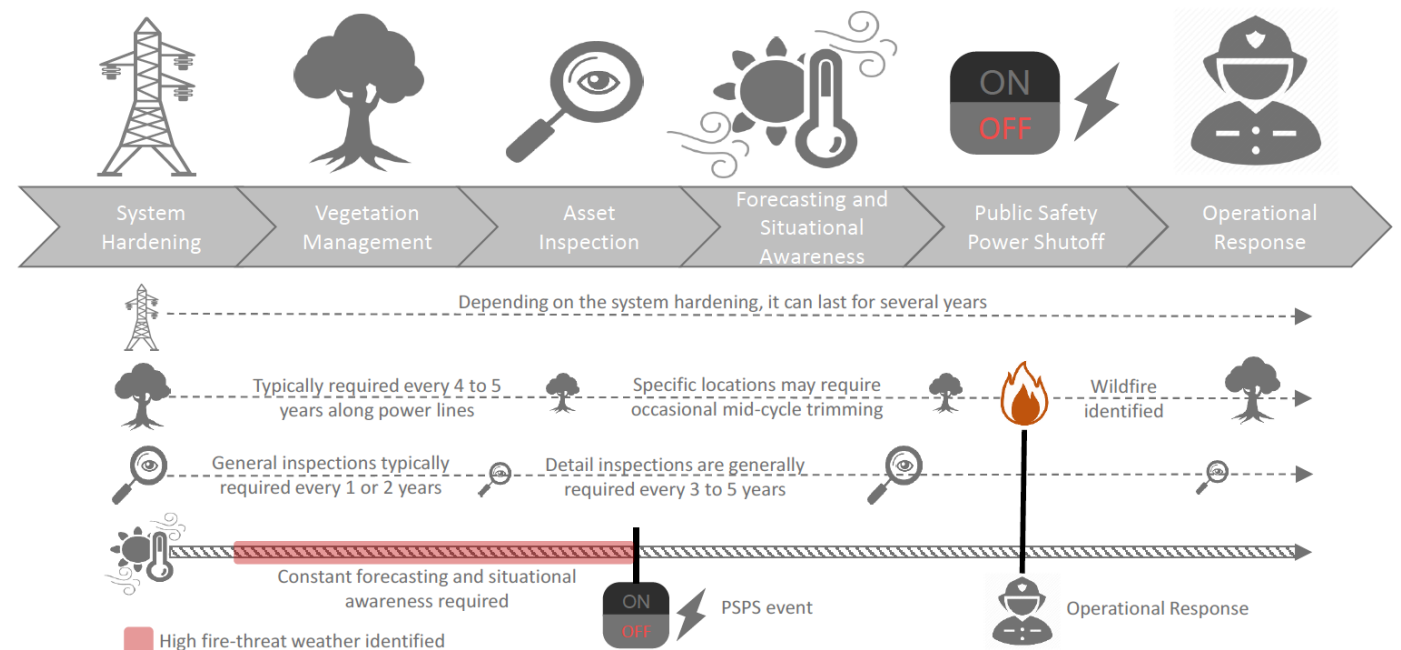 ON
OFF
System
Hardening
Vegetation
Management
Asset
Inspection
Forecasting and
Situational
Awareness
Public Safety
Power Shutoff
Operational
Response
Depending on the system hardening, it can last for several years
Typically required every 4 to 5
years along power lines
Specific locations may require
occasional mid-cycle trimming
Wildfire
identified
General inspections typically
required every 1 or 2 years
Detail inspections are generally
required every 3 to 5 years
Constant forecasting and situational
awareness required
ON
OFF
PSPS event
Operational Response
High fire-threat weather identified